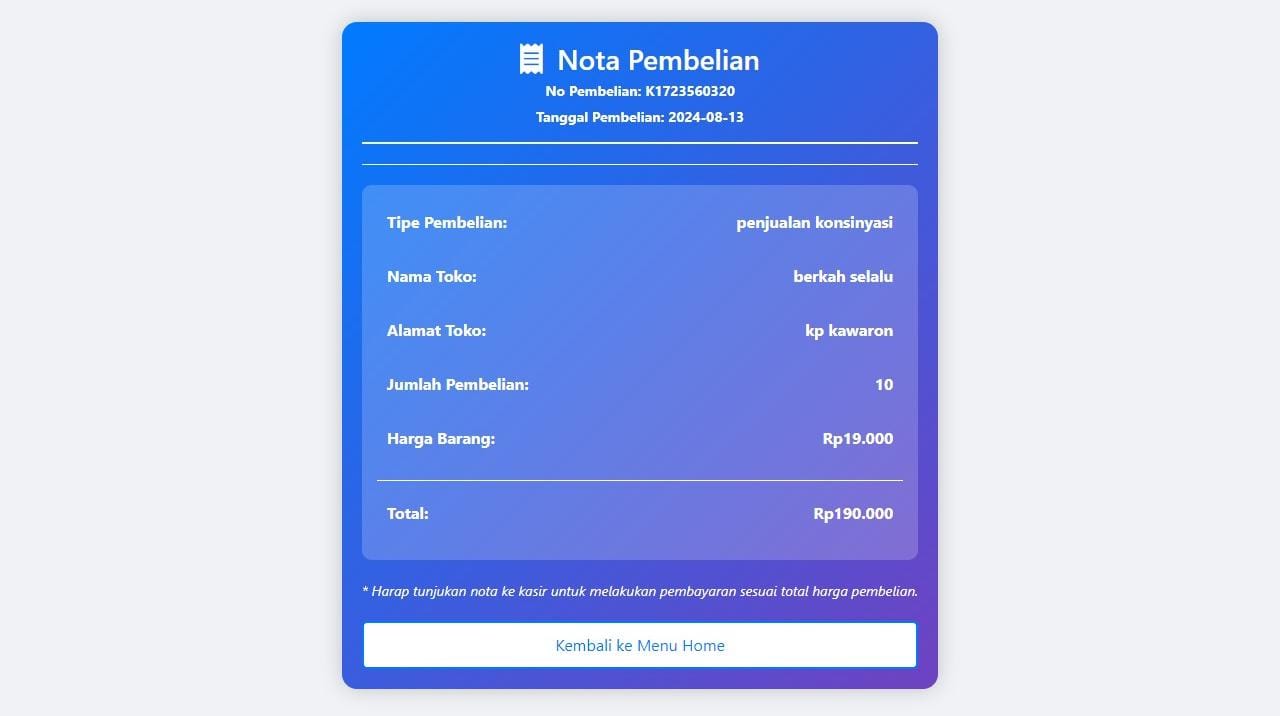 Nota Pembelian
No Pembelian: K1723560320
Tanggal Pembelian: 2024-08-13
Tipe Pembelian: penjualan konsinyasi
Nama Toko: berkah selalu
Alamat Toko: kp kawaron
Jumlah Pembelian: 10
Harga Barang: Rp19.000
Total: Rp190.000
* Harap tunjukan nota ke kasir untuk melakukan pembayaran sesuai total harga pembelian.
Kembali ke Menu Home